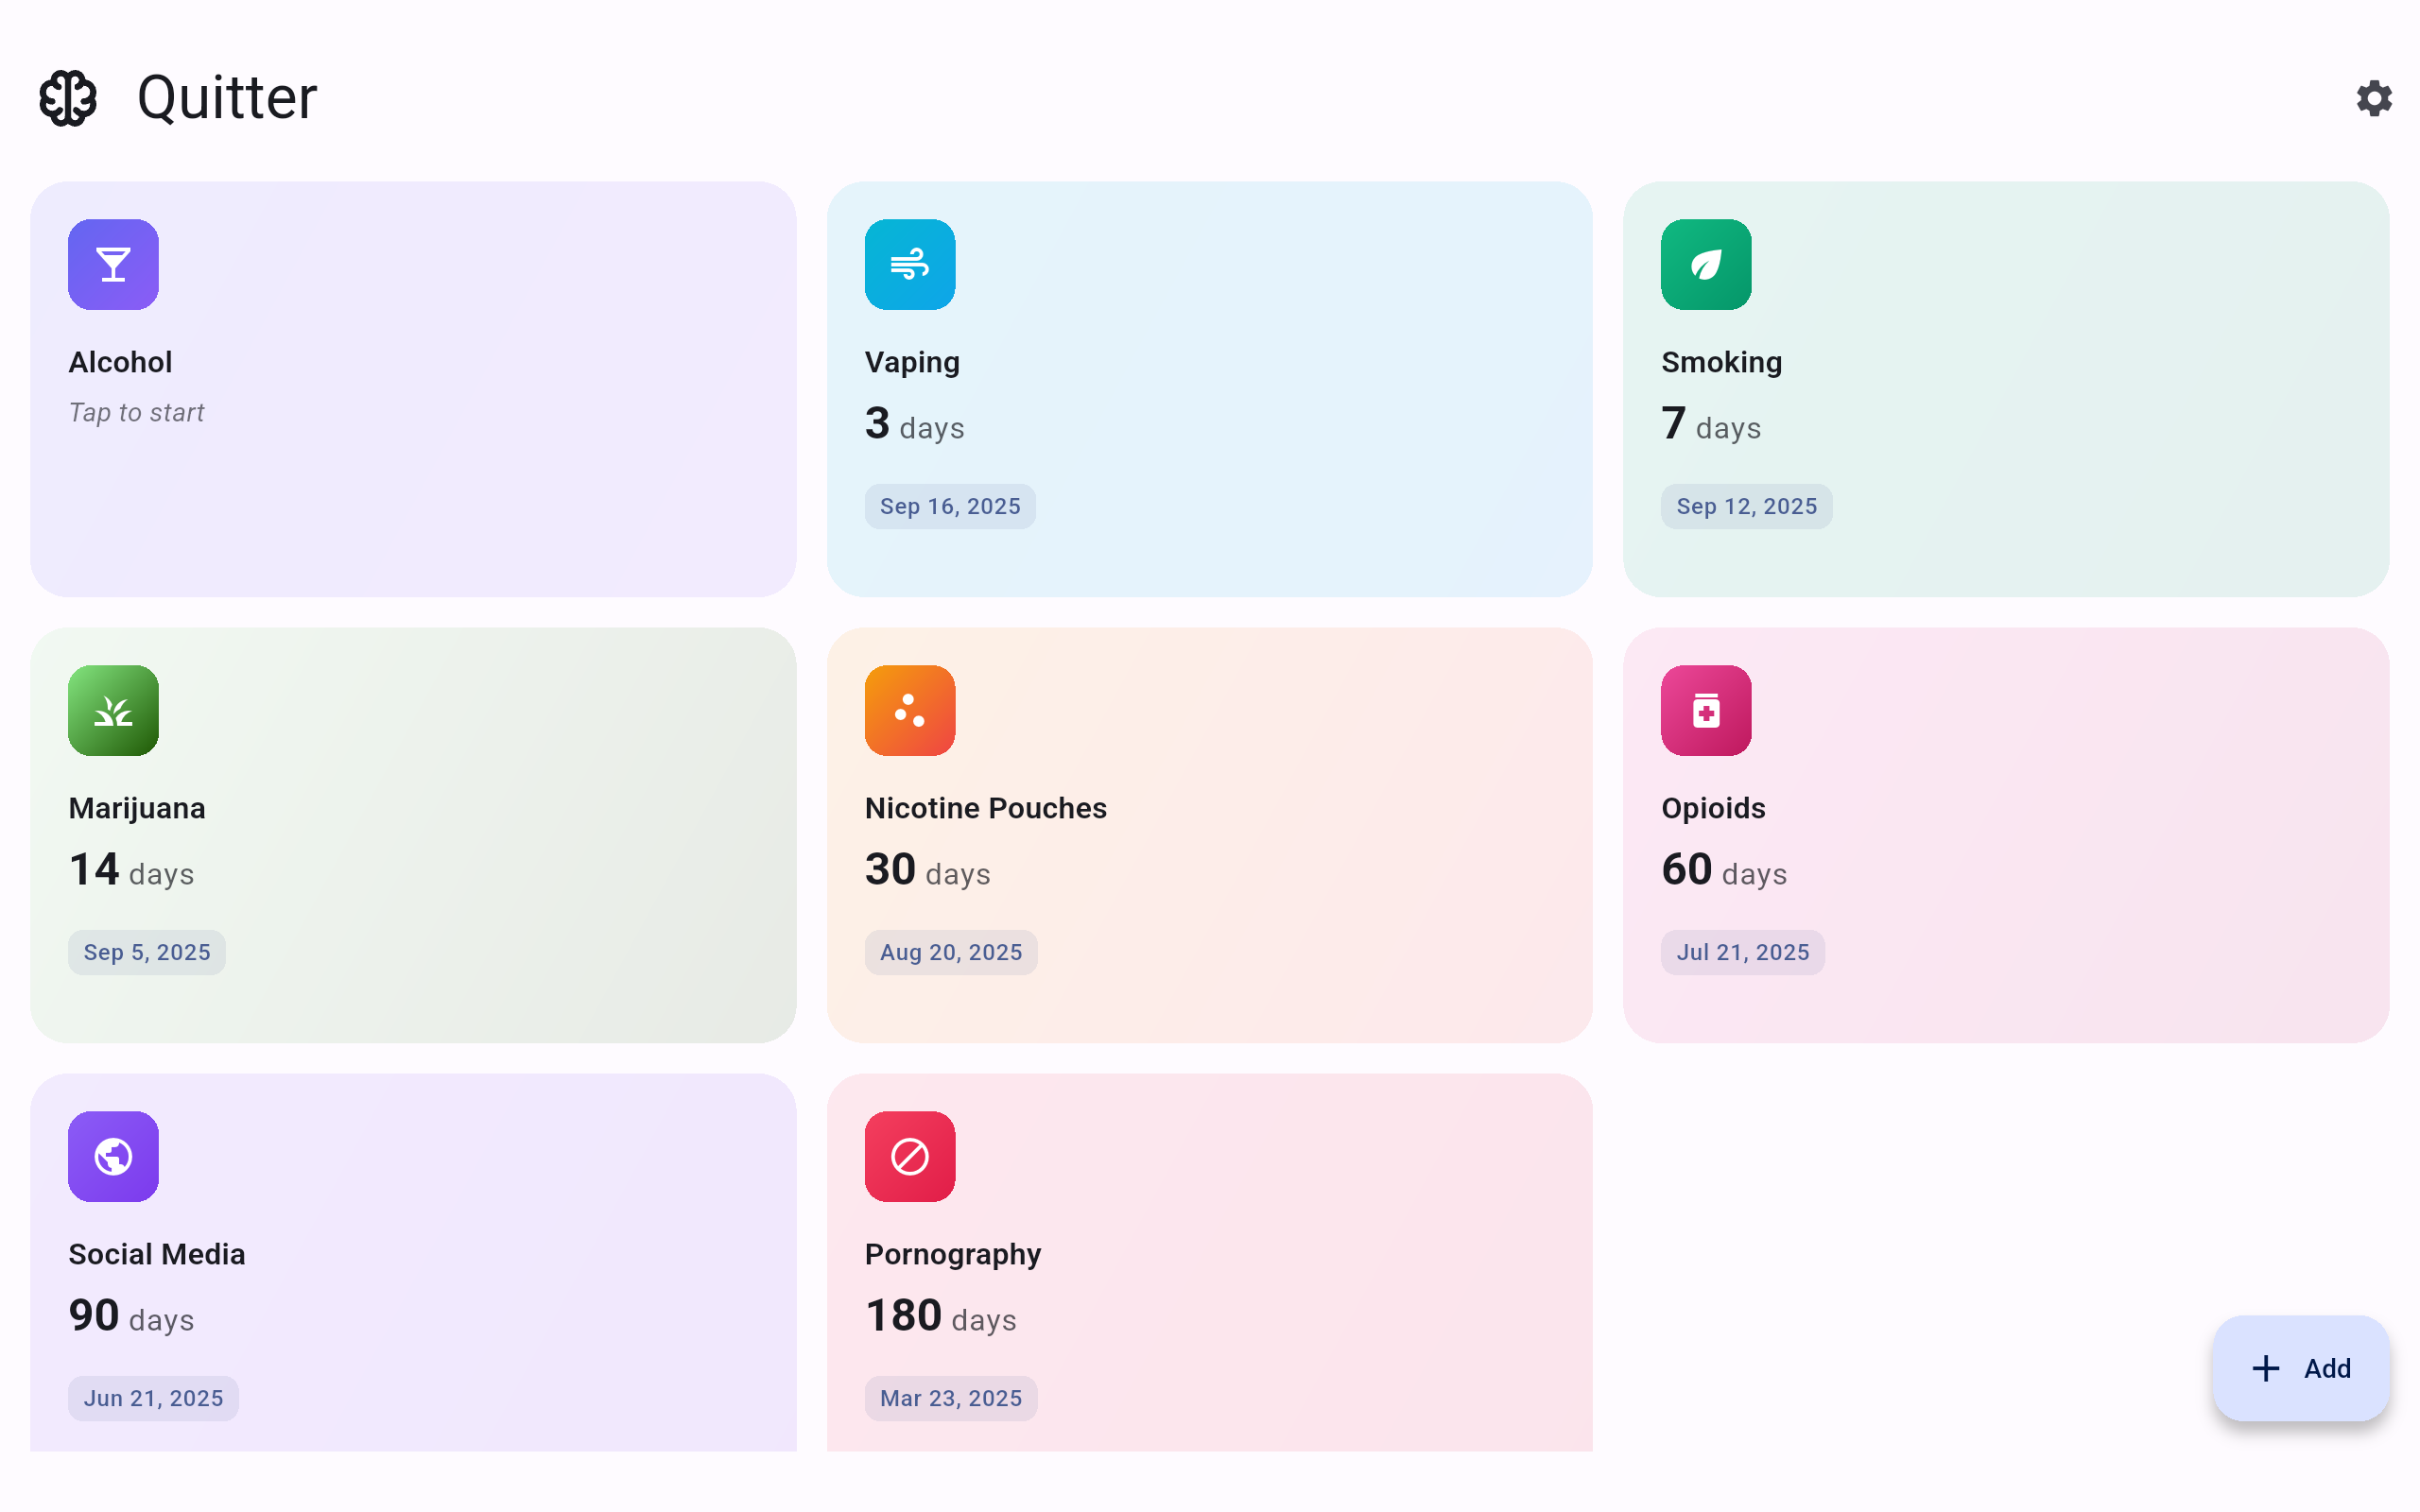 Quitter
Alcohol
Tap to start
Vaping
3 days
Sep 16, 2025
Smoking
7 days
Sep 12, 2025
Marijuana
14 days
Sep 5, 2025
Nicotine Pouches
30 days
Aug 20, 2025
Opioids
60 days
Jul 21, 2025
Social Media
90 days
Jun 21, 2025
Pornography
180 days
Mar 23, 2025
Add